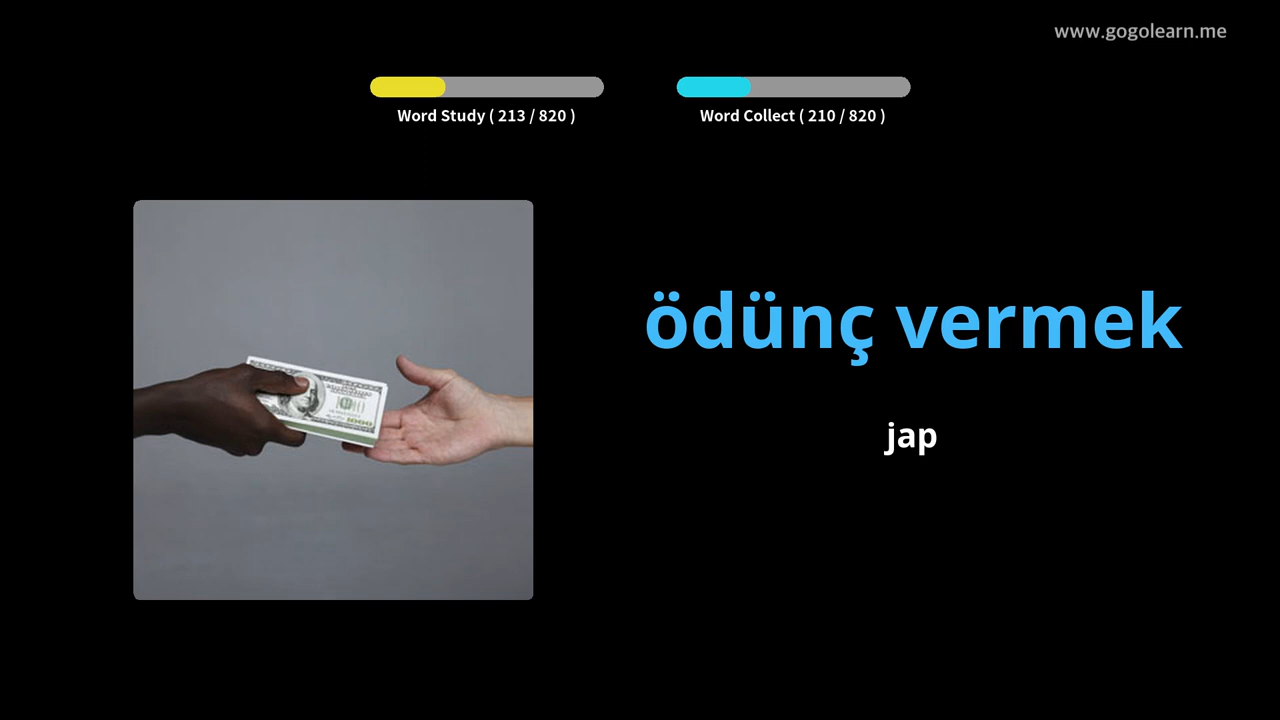 www.gogolearn.me
Word Study ( 213 / 820 )
Word Collect ( 210 / 820 )
ödünç vermek
jap